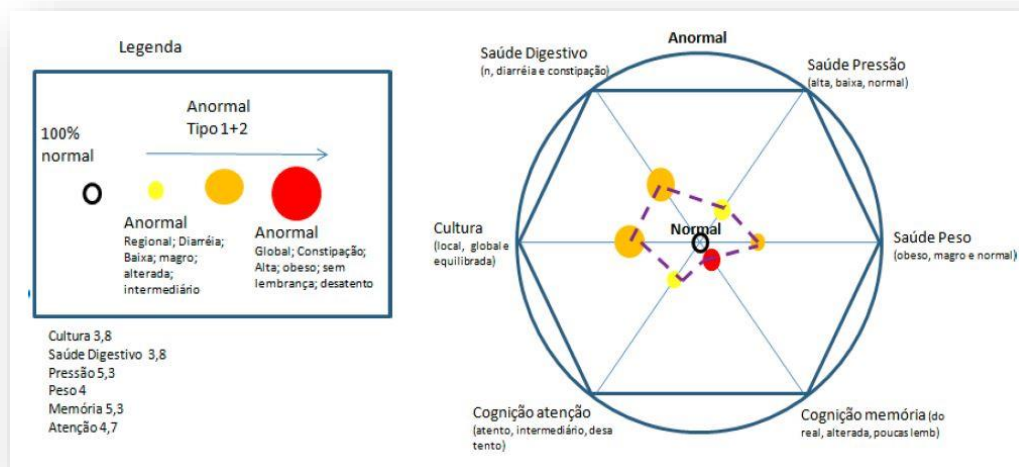 Legenda
Anormal
Tipo 1+2
100%
normal
Anormal
Regional; Diarréia;
Baixa; magro;
alterada;
intermediário
Anormal
Global; Constipação;
Alta; obeso; sem
lembrança; desatento
Cultura 3,8
Saúde Digestivo 3,8
Pressão 5,3
Peso 4
Memória 5,3
Atenção 4,7
Anormal
Saúde Digestivo
(n, diarréia e constipação)
Saúde Pressão
(alta, baixa, normal)
Cultura
(local, global e
equilibrada)
Normal
Saúde Peso
(obeso, magro e normal)
Cognição atenção
(atento, intermediário, desa
tento)
Cognição memória (do
real, alterada, poucas lemb)